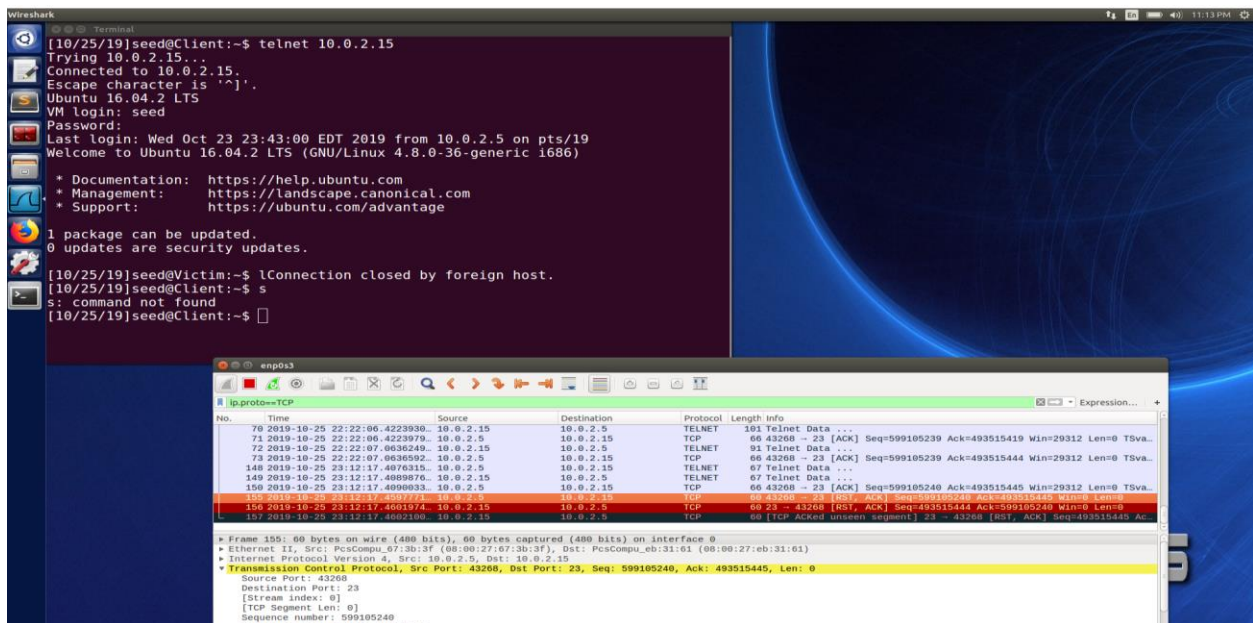 Wireshark
En
11:13 PM
Terminal
[10/25/19]seed@Client:~$ telnet 10.0.2.15
Trying 10.0.2.15...
Connected to 10.0.2.15.
Escape character is '^]'.
Ubuntu 16.04.2 LTS
VM login: seed
Password:
Last login: Wed Oct 23 23:43:00 EDT 2019 from 10.0.2.5 on pts/19
Welcome to Ubuntu 16.04.2 LTS (GNU/Linux 4.8.0-36-generic i686)
* Documentation: https://help.ubuntu.com
* Management: https://landscape.canonical.com
* Support: https://ubuntu.com/advantage
1 package can be updated.
0 updates are security updates.
[10/25/19]seed@Victim:~$ lConnection closed by foreign host.
[10/25/19]seed@Client:~$ s
s: command not found
[10/25/19]seed@Client:~$
enp0s3
ip.proto==TCP
Expression... +
No. Time Source Destination Protocol Length Info
70 2019-10-25 22:22:06.4223930… 10.0.2.15 10.0.2.5 TELNET 101 Telnet Data ...
71 2019-10-25 22:22:06.4223979… 10.0.2.5 10.0.2.15 TCP 66 43268 → 23 [ACK] Seq=599105239 Ack=493515419 Win=29312 Len=0 TSva…
72 2019-10-25 22:22:07.0636249… 10.0.2.15 10.0.2.5 TELNET 91 Telnet Data ...
73 2019-10-25 22:22:07.0636592… 10.0.2.5 10.0.2.15 TCP 66 43268 → 23 [ACK] Seq=599105239 Ack=493515444 Win=29312 Len=0 TSva…
148 2019-10-25 23:12:17.4076315… 10.0.2.5 10.0.2.15 TELNET 67 Telnet Data ...
149 2019-10-25 23:12:17.4089876… 10.0.2.15 10.0.2.5 TELNET 67 Telnet Data ...
150 2019-10-25 23:12:17.4090033… 10.0.2.5 10.0.2.15 TCP 66 43268 → 23 [ACK] Seq=599105240 Ack=493515445 Win=29312 Len=0 TSva…
155 2019-10-25 23:12:17.4597771… 10.0.2.5 10.0.2.15 TCP 60 43268 → 23 [RST, ACK] Seq=599105240 Ack=493515445 Win=0 Len=0
156 2019-10-25 23:12:17.4601974… 10.0.2.15 10.0.2.5 TCP 60 23 → 43268 [RST, ACK] Seq=493515444 Ack=599105240 Win=0 Len=0
157 2019-10-25 23:12:17.4602100… 10.0.2.15 10.0.2.5 TCP 60 [TCP ACKed unseen segment] 23 → 43268 [RST, ACK] Seq=493515445 Ac…
Frame 155: 60 bytes on wire (480 bits), 60 bytes captured (480 bits) on interface 0
Ethernet II, Src: PcsCompu_67:3b:3f (08:00:27:67:3b:3f), Dst: PcsCompu_eb:31:61 (08:00:27:eb:31:61)
Internet Protocol Version 4, Src: 10.0.2.5, Dst: 10.0.2.15
Transmission Control Protocol, Src Port: 43268, Dst Port: 23, Seq: 599105240, Ack: 493515445, Len: 0
Source Port: 43268
Destination Port: 23
[Stream index: 0]
[TCP Segment Len: 0]
Sequence number: 599105240